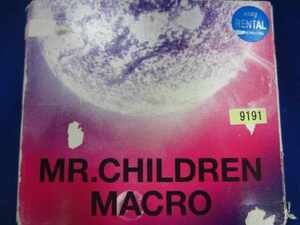 RENTAL
9191
MR.CHILDREN
MACRO